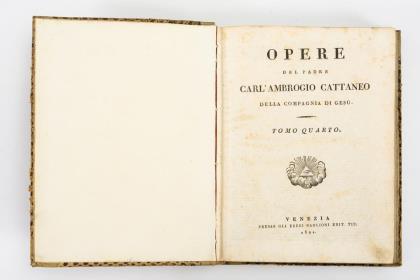 OPERE
DEL PADRE
CARL'AMBROGIO CATTANEO
DELLA COMPAGNIA DI GESÙ.
TOMO QUARTO.
VENEZIA
PRESSO GLI EREDI BAGLIONI EDIT. TIP.